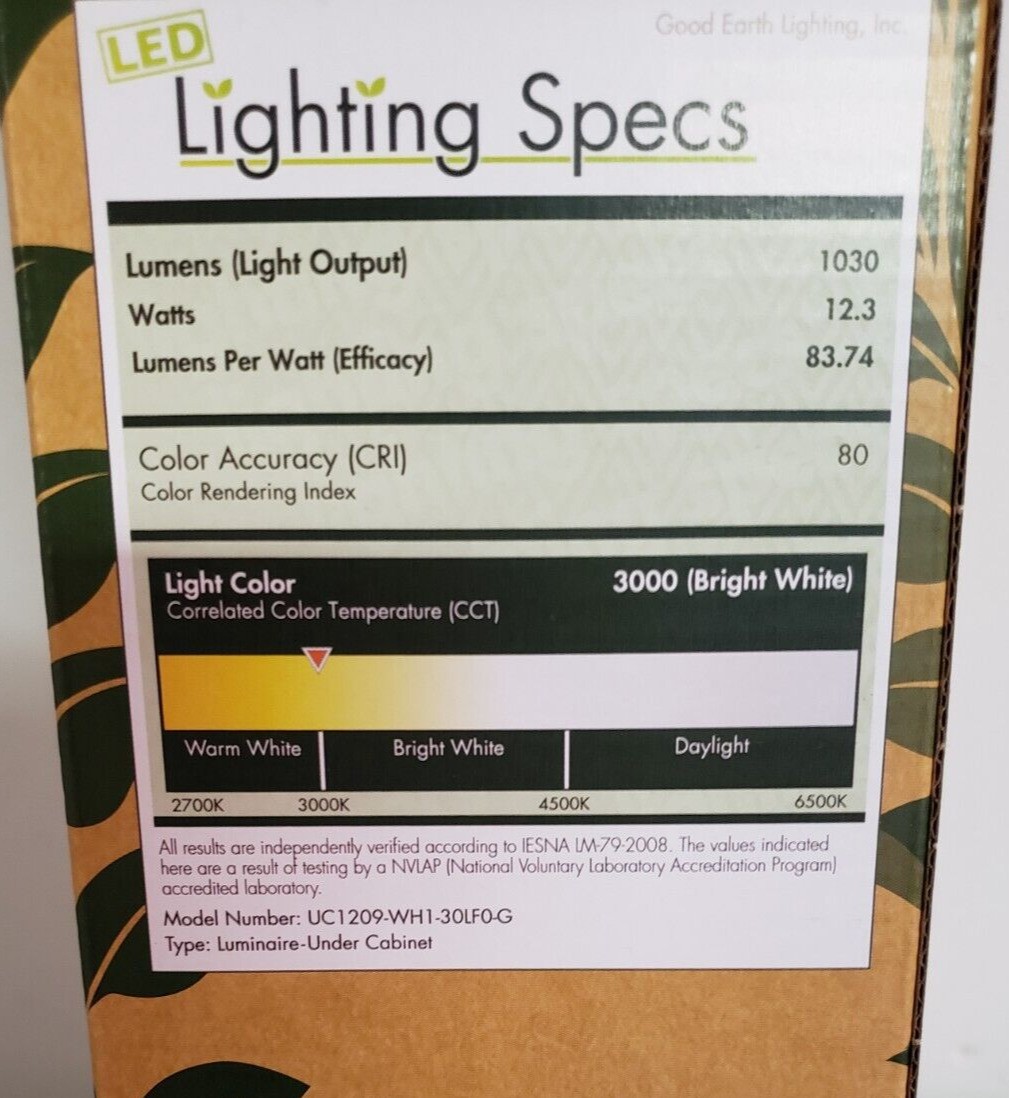 Good Earth Lighting, Inc.
LED
Lighting Specs
Lumens (Light Output) 1030
Watts 12.3
Lumens Per Watt (Efficacy) 83.74
Color Accuracy (CRI) 80
Color Rendering Index
Light Color 3000 (Bright White)
Correlated Color Temperature (CCT)
Warm White Bright White Daylight
2700K 3000K 4500K 6500K
All results are independently verified according to IESNA LM-79-2008. The values indicated
here are a result of testing by a NVLAP (National Voluntary Laboratory Accreditation Program)
accredited laboratory.
Model Number: UC1209-WH1-30LF0-G
Type: Luminaire-Under Cabinet